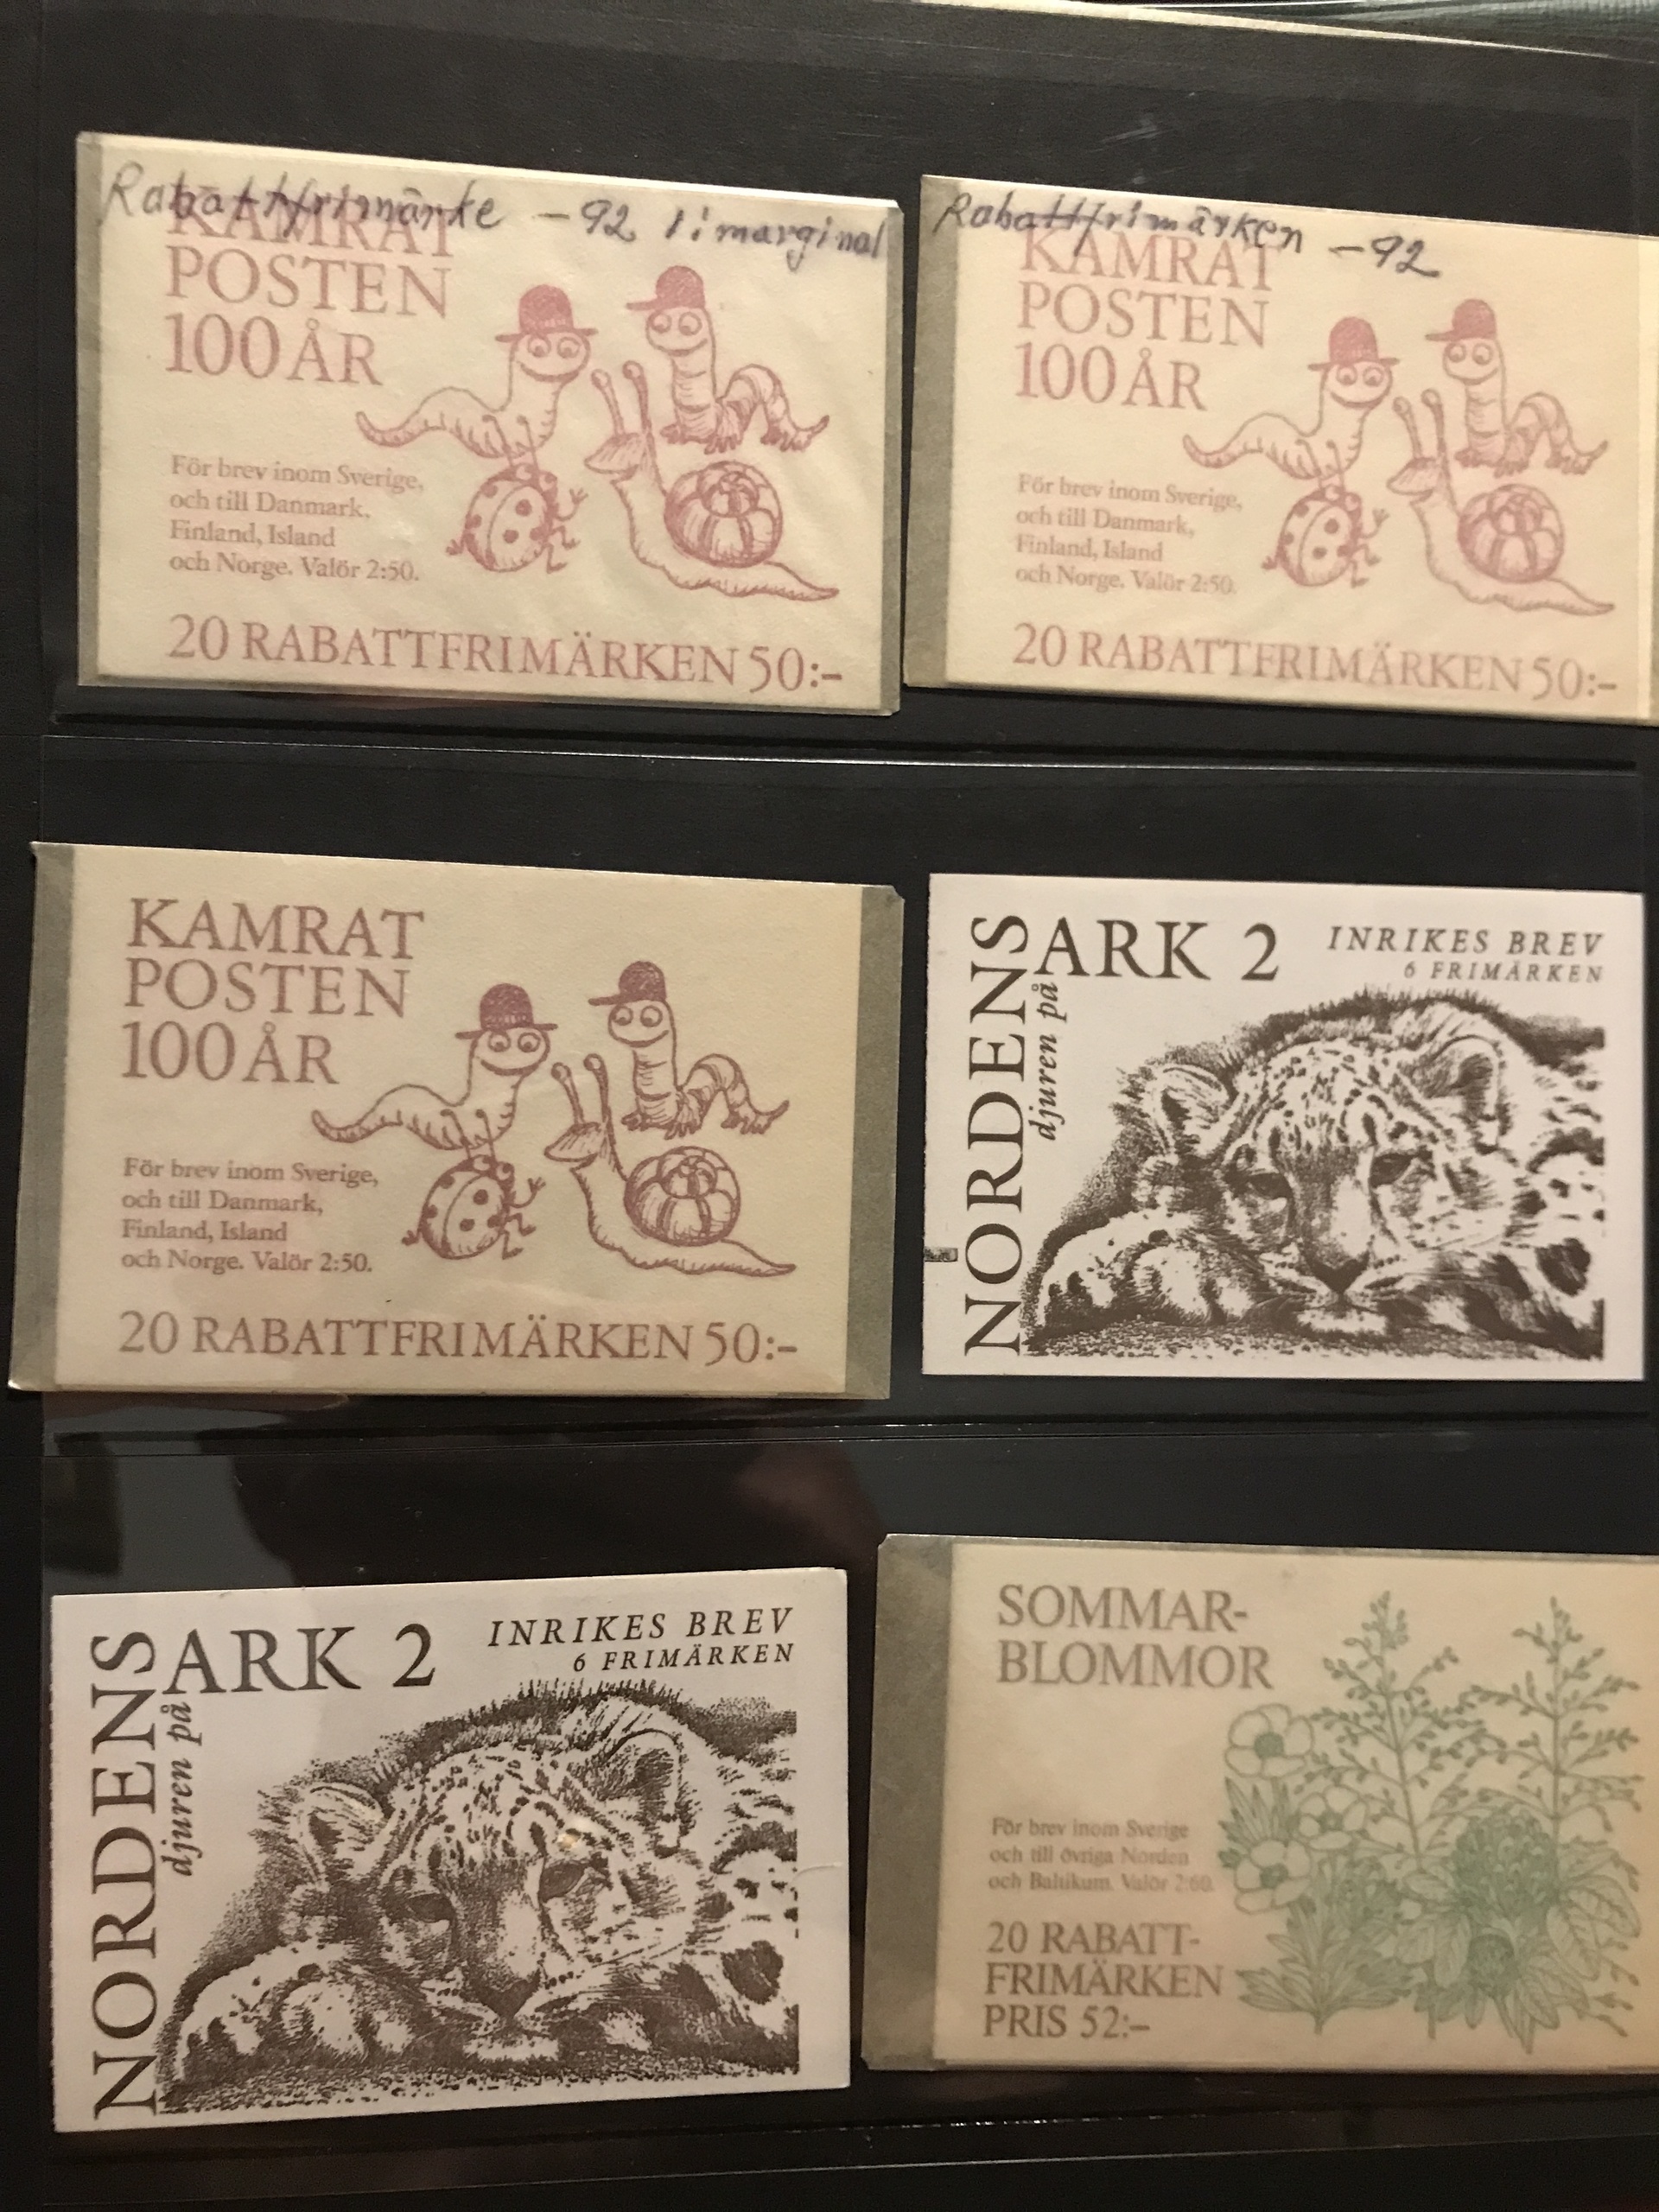 Rabattfrimärke -92 1 i marginal
KAMRAT
POSTEN
100 ÅR
För brev inom Sverige,
och till Danmark,
Finland, Island
och Norge. Valör 2:50.
20 RABATTFRIMÄRKEN 50:-
Rabattfrimärken -92
KAMRAT
POSTEN
100 ÅR
För brev inom Sverige,
och till Danmark,
Finland, Island
och Norge. Valör 2:50.
20 RABATTFRIMÄRKEN 50:-
KAMRAT
POSTEN
100 ÅR
För brev inom Sverige,
och till Danmark,
Finland, Island
och Norge. Valör 2:50.
20 RABATTFRIMÄRKEN 50:-
NORDENS
ARK 2
djuren på
INRIKES BREV
6 FRIMÄRKEN
NORDENS
ARK 2
djuren på
INRIKES BREV
6 FRIMÄRKEN
SOMMAR-
BLOMMOR
För brev inom Sverige
och till övriga Norden
och Baltikum. Valör 2:60.
20 RABATT-
FRIMÄRKEN
PRIS 52:-